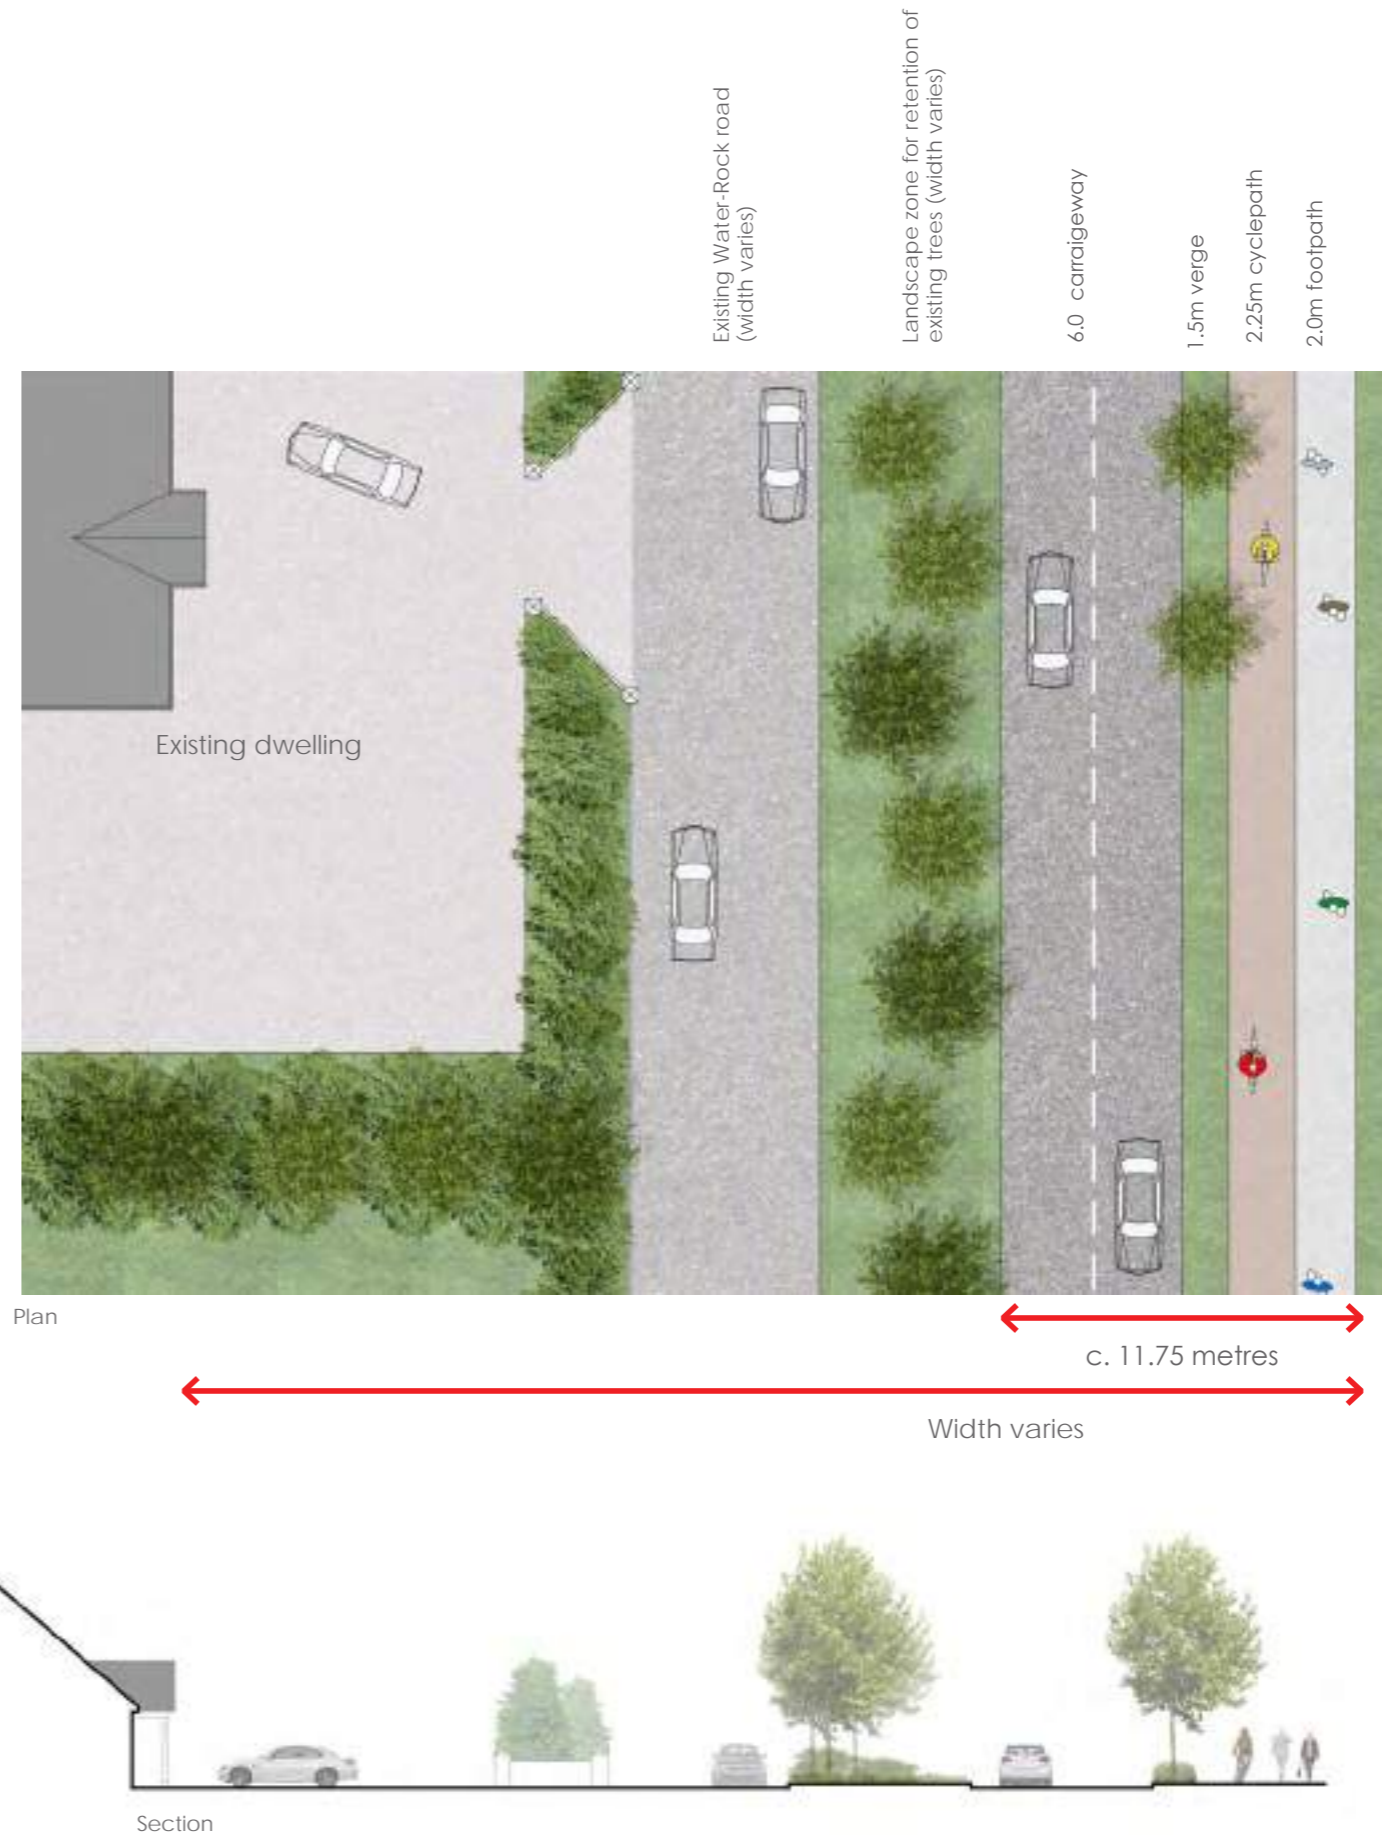 Existing Water-Rock road
(width varies)
Landscape zone for retention of
existing trees (width varies)
6.0 carraigeway
1.5m verge
2.25m cyclepath
2.0m footpath
Existing dwelling
Plan
c. 11.75 metres
Width varies
Section